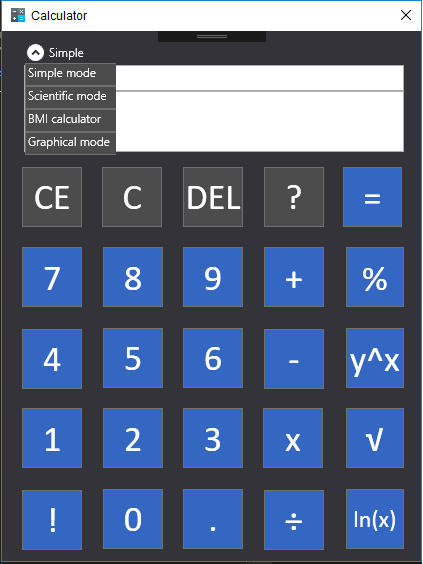 Calculator
Simple
Simple mode
Scientific mode
BMI calculator
Graphical mode
CE C DEL ? =
7 8 9 + %
4 5 6 - y^x
1 2 3 x √
! 0 . ÷ ln(x)